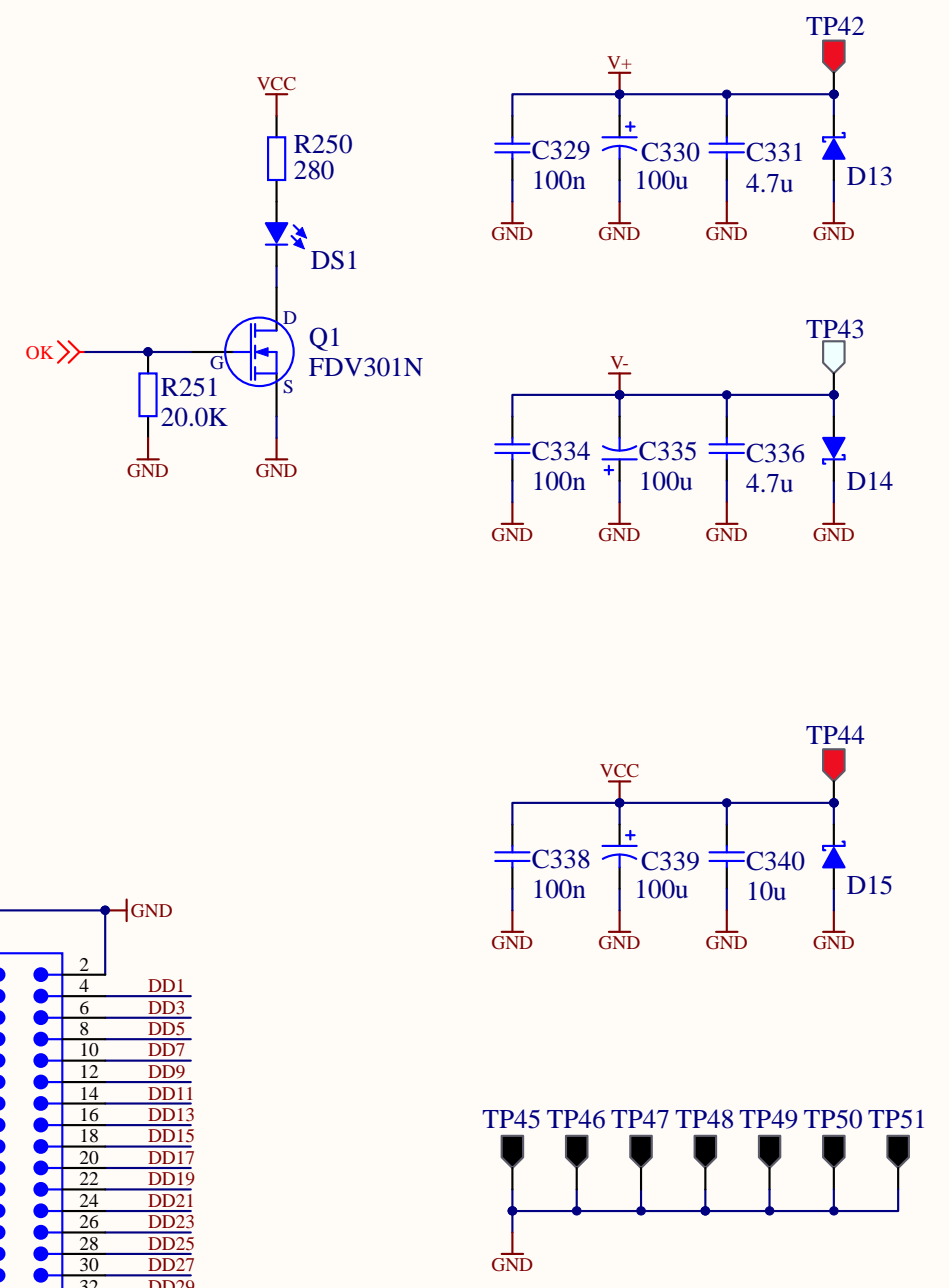 VCC
R250
280
DS1
OK
D
G
S
Q1
FDV301N
R251
20.0K
GND
GND
TP42
V+
+
C329
100n
C330
100u
C331
4.7u
D13
GND
GND
GND
GND
TP43
V-
C334
100n
+
C335
100u
C336
4.7u
D14
GND
GND
GND
GND
TP44
VCC
+
C338
100n
C339
100u
C340
10u
D15
GND
GND
GND
GND
GND
2
4 DD1
6 DD3
8 DD5
10 DD7
12 DD9
14 DD11
16 DD13
18 DD15
20 DD17
22 DD19
24 DD21
26 DD23
28 DD25
30 DD27
32 DD29
TP45 TP46 TP47 TP48 TP49 TP50 TP51
GND